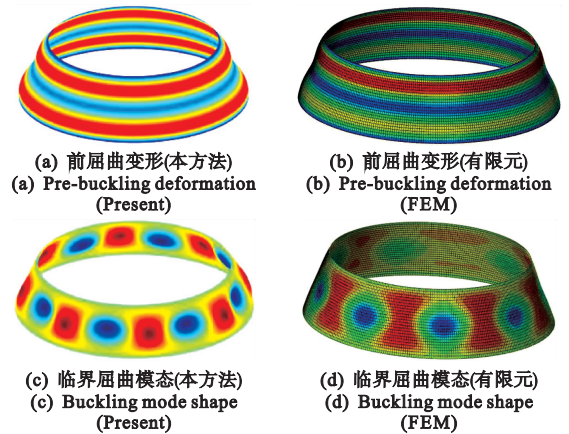 (a) 前屈曲变形(本方法)
(a) Pre-buckling deformation
(Present)
(b) 前屈曲变形(有限元)
(b) Pre-buckling deformation
(FEM)
(c) 临界屈曲模态(本方法)
(c) Buckling mode shape
(Present)
(d) 临界屈曲模态(有限元)
(d) Buckling mode shape
(FEM)